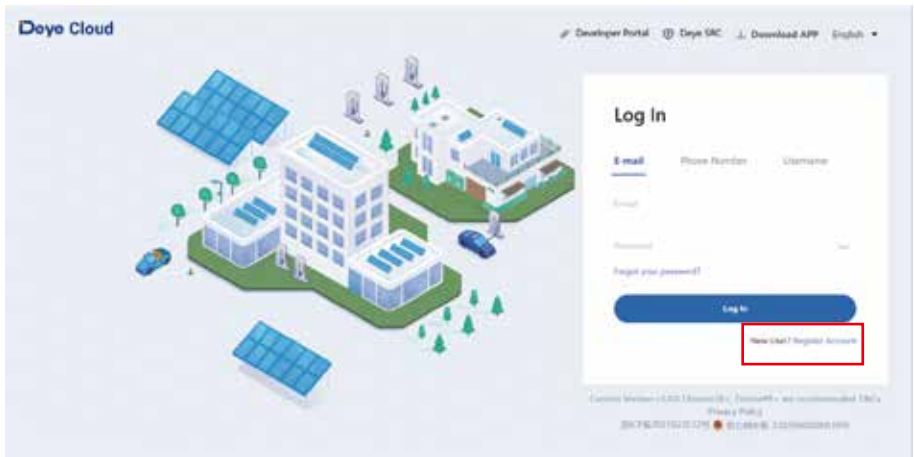 Deye Cloud
Developer Portal Deye SRC Download APP English
Log In
E-mail Phone Number Username
E-mail
Password
Forgot your password?
Log In
New User? Register Account
Privacy Policy